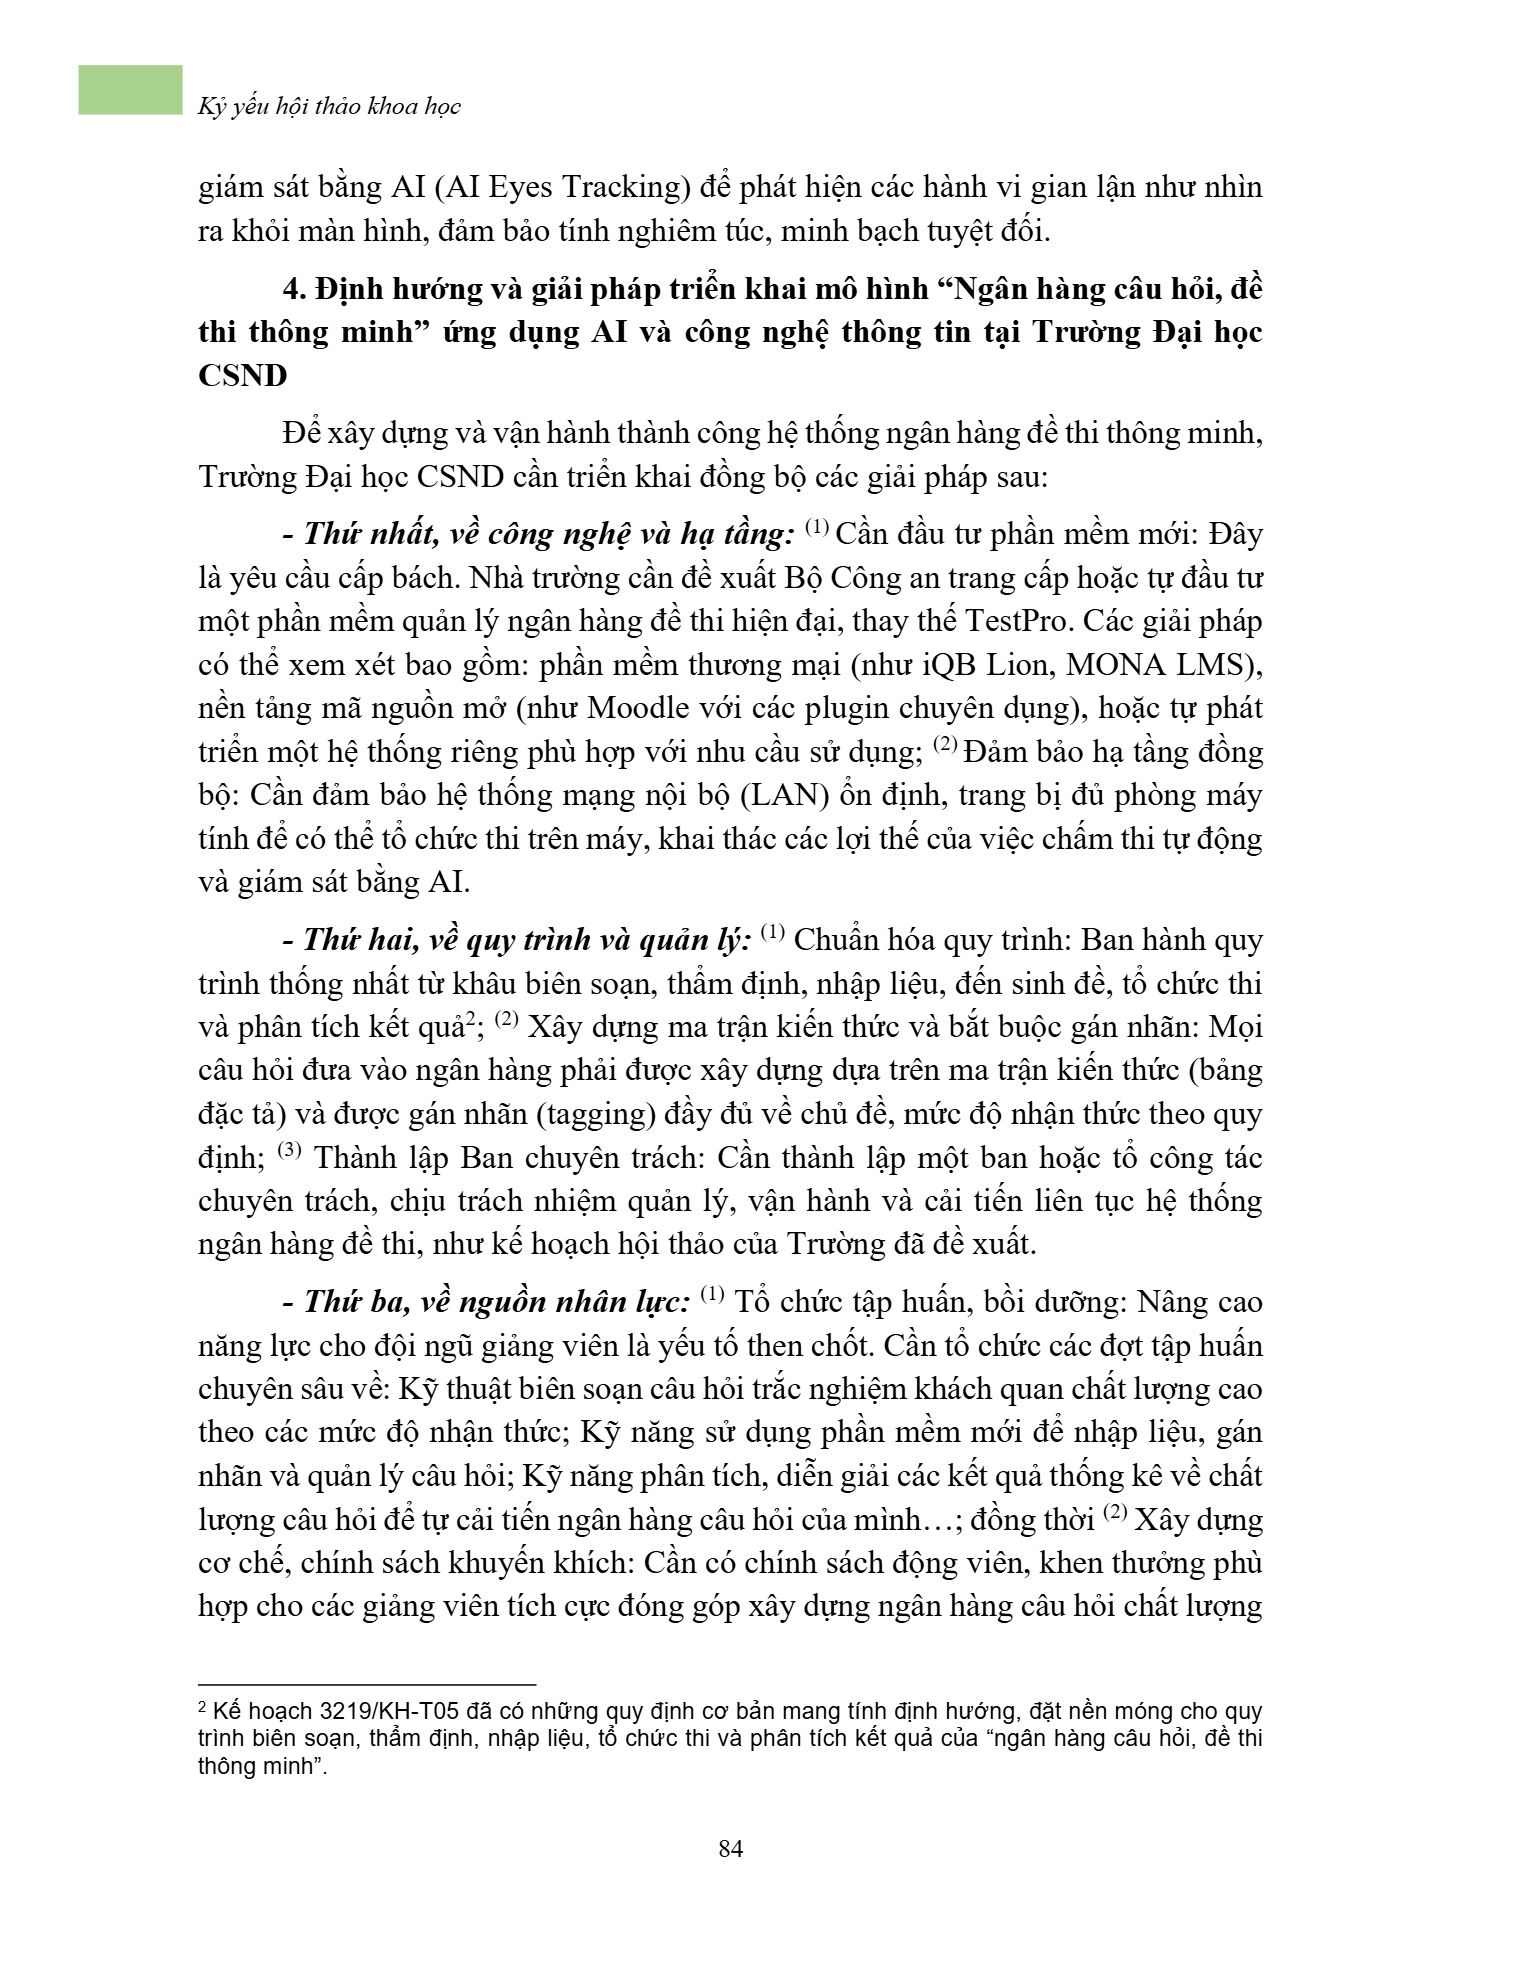 Kỷ yếu hội thảo khoa học
giám sát bằng AI (AI Eyes Tracking) để phát hiện các hành vi gian lận như nhìn
ra khỏi màn hình, đảm bảo tính nghiêm túc, minh bạch tuyệt đối.
4. Định hướng và giải pháp triển khai mô hình “Ngân hàng câu hỏi, đề
thi thông minh” ứng dụng AI và công nghệ thông tin tại Trường Đại học
CSND
Để xây dựng và vận hành thành công hệ thống ngân hàng đề thi thông minh,
Trường Đại học CSND cần triển khai đồng bộ các giải pháp sau:
- Thứ nhất, về công nghệ và hạ tầng: (1) Cần đầu tư phần mềm mới: Đây
là yêu cầu cấp bách. Nhà trường cần đề xuất Bộ Công an trang cấp hoặc tự đầu tư
một phần mềm quản lý ngân hàng đề thi hiện đại, thay thế TestPro. Các giải pháp
có thể xem xét bao gồm: phần mềm thương mại (như iQB Lion, MONA LMS),
nền tảng mã nguồn mở (như Moodle với các plugin chuyên dụng), hoặc tự phát
triển một hệ thống riêng phù hợp với nhu cầu sử dụng; (2) Đảm bảo hạ tầng đồng
bộ: Cần đảm bảo hệ thống mạng nội bộ (LAN) ổn định, trang bị đủ phòng máy
tính để có thể tổ chức thi trên máy, khai thác các lợi thế của việc chấm thi tự động
và giám sát bằng AI.
- Thứ hai, về quy trình và quản lý: (1) Chuẩn hóa quy trình: Ban hành quy
trình thống nhất từ khâu biên soạn, thẩm định, nhập liệu, đến sinh đề, tổ chức thi
và phân tích kết quả2; (2) Xây dựng ma trận kiến thức và bắt buộc gán nhãn: Mọi
câu hỏi đưa vào ngân hàng phải được xây dựng dựa trên ma trận kiến thức (bảng
đặc tả) và được gán nhãn (tagging) đầy đủ về chủ đề, mức độ nhận thức theo quy
định; (3) Thành lập Ban chuyên trách: Cần thành lập một ban hoặc tổ công tác
chuyên trách, chịu trách nhiệm quản lý, vận hành và cải tiến liên tục hệ thống
ngân hàng đề thi, như kế hoạch hội thảo của Trường đã đề xuất.
- Thứ ba, về nguồn nhân lực: (1) Tổ chức tập huấn, bồi dưỡng: Nâng cao
năng lực cho đội ngũ giảng viên là yếu tố then chốt. Cần tổ chức các đợt tập huấn
chuyên sâu về: Kỹ thuật biên soạn câu hỏi trắc nghiệm khách quan chất lượng cao
theo các mức độ nhận thức; Kỹ năng sử dụng phần mềm mới để nhập liệu, gán
nhãn và quản lý câu hỏi; Kỹ năng phân tích, diễn giải các kết quả thống kê về chất
lượng câu hỏi để tự cải tiến ngân hàng câu hỏi của mình…; đồng thời (2) Xây dựng
cơ chế, chính sách khuyến khích: Cần có chính sách động viên, khen thưởng phù
hợp cho các giảng viên tích cực đóng góp xây dựng ngân hàng câu hỏi chất lượng
2 Kế hoạch 3219/KH-T05 đã có những quy định cơ bản mang tính định hướng, đặt nền móng cho quy
trình biên soạn, thẩm định, nhập liệu, tổ chức thi và phân tích kết quả của “ngân hàng câu hỏi, đề thi
thông minh”.
84